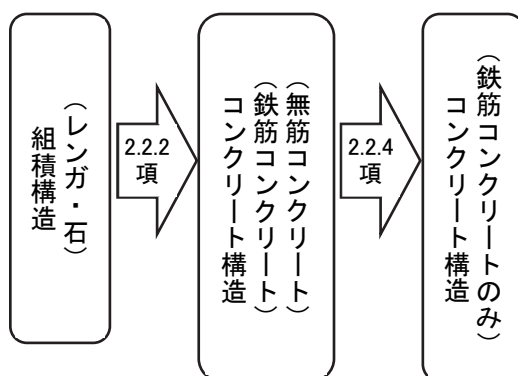 組積構造
（レンガ・石）
2.2.2
項
コンクリート構造
（鉄筋コンクリート）
（無筋コンクリート）
2.2.4
項
コンクリート構造
（鉄筋コンクリートのみ）